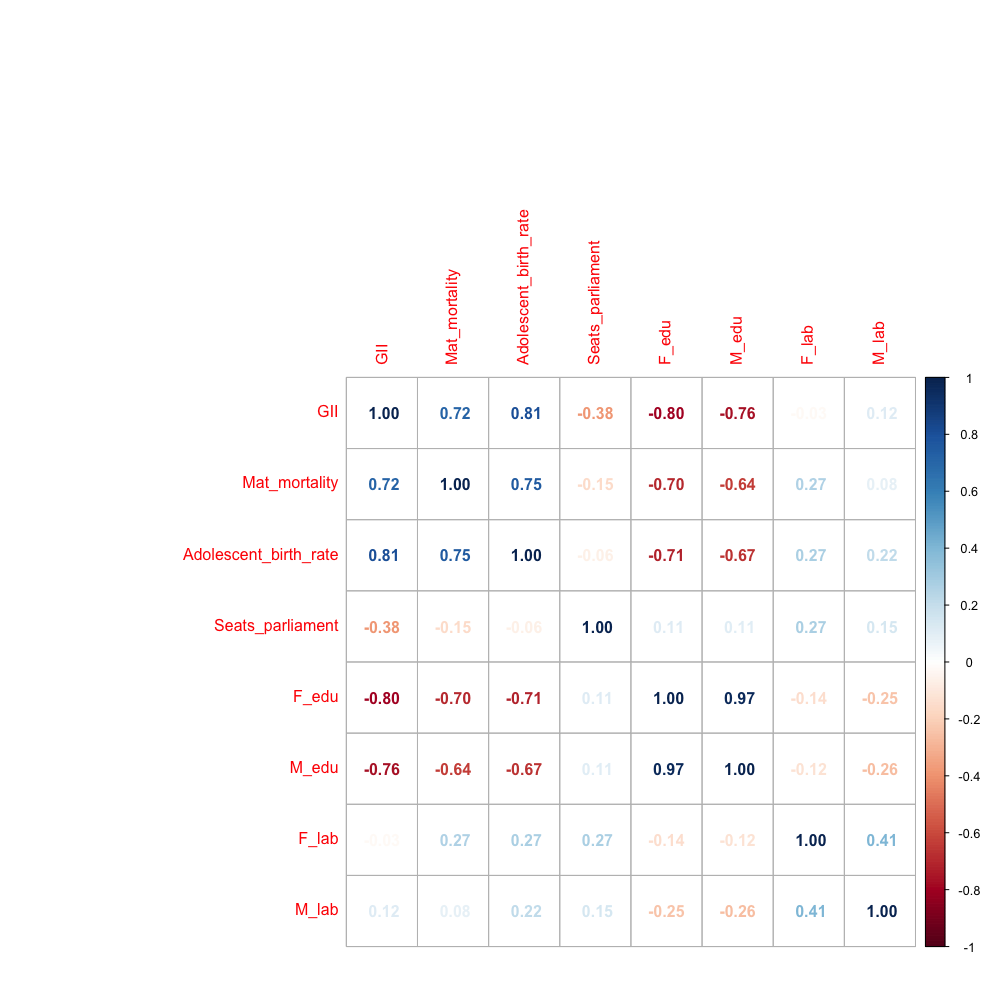 GII Mat_mortality Adolescent_birth_rate Seats_parliament F_edu M_edu F_lab M_lab
GII 1.00 0.72 0.81 -0.38 -0.80 -0.76 -0.03 0.12
Mat_mortality 0.72 1.00 0.75 -0.15 -0.70 -0.64 0.27 0.08
Adolescent_birth_rate 0.81 0.75 1.00 -0.06 -0.71 -0.67 0.27 0.22
Seats_parliament -0.38 -0.15 -0.06 1.00 0.11 0.11 0.27 0.15
F_edu -0.80 -0.70 -0.71 0.11 1.00 0.97 -0.14 -0.25
M_edu -0.76 -0.64 -0.67 0.11 0.97 1.00 -0.12 -0.26
F_lab -0.03 0.27 0.27 0.27 -0.14 -0.12 1.00 0.41
M_lab 0.12 0.08 0.22 0.15 -0.25 -0.26 0.41 1.00
1
0.8
0.6
0.4
0.2
0
-0.2
-0.4
-0.6
-0.8
-1